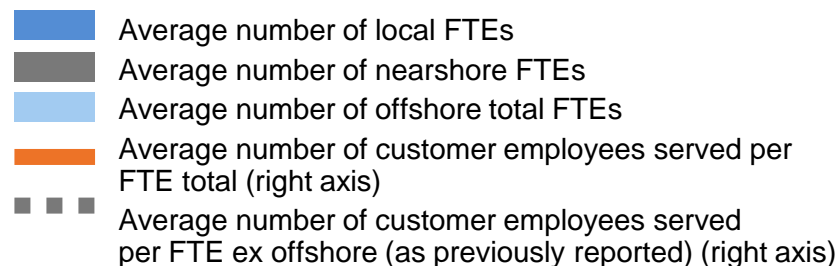 Average number of local FTEs
Average number of nearshore FTEs
Average number of offshore total FTEs
Average number of customer employees served per
FTE total (right axis)
Average number of customer employees served
per FTE ex offshore (as previously reported) (right axis)